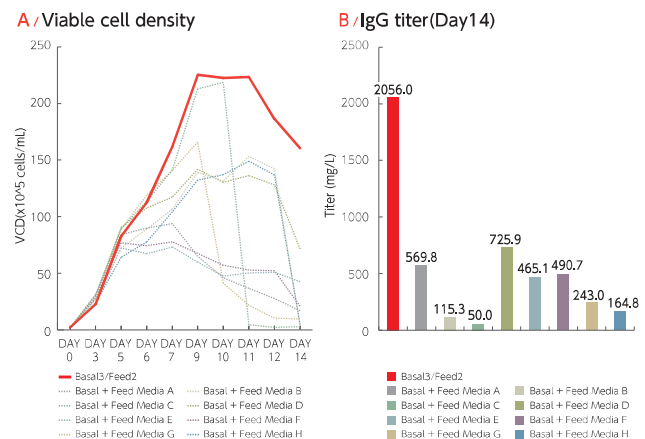 A / Viable cell density
VCD(x10^5 cells/mL)
250
200
150
100
50
0
DAY 0
DAY 3
DAY 5
DAY 6
DAY 7
DAY 9
DAY 10
DAY 11
DAY 12
DAY 14
Basal3/Feed2
Basal + Feed Media A
Basal + Feed Media B
Basal + Feed Media C
Basal + Feed Media D
Basal + Feed Media E
Basal + Feed Media F
Basal + Feed Media G
Basal + Feed Media H
B / IgG titer(Day14)
Titer (mg/L)
2500
2000
1500
1000
500
0
2056.0
569.8
115.3
50.0
725.9
465.1
490.7
243.0
164.8
Basal3/Feed2
Basal + Feed Media A
Basal + Feed Media B
Basal + Feed Media C
Basal + Feed Media D
Basal + Feed Media E
Basal + Feed Media F
Basal + Feed Media G
Basal + Feed Media H